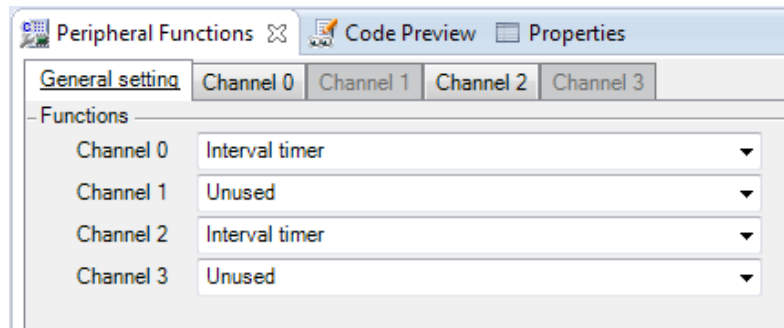 Peripheral Functions Code Preview Properties
General setting Channel 0 Channel 1 Channel 2 Channel 3
Functions
Channel 0 Interval timer
Channel 1 Unused
Channel 2 Interval timer
Channel 3 Unused